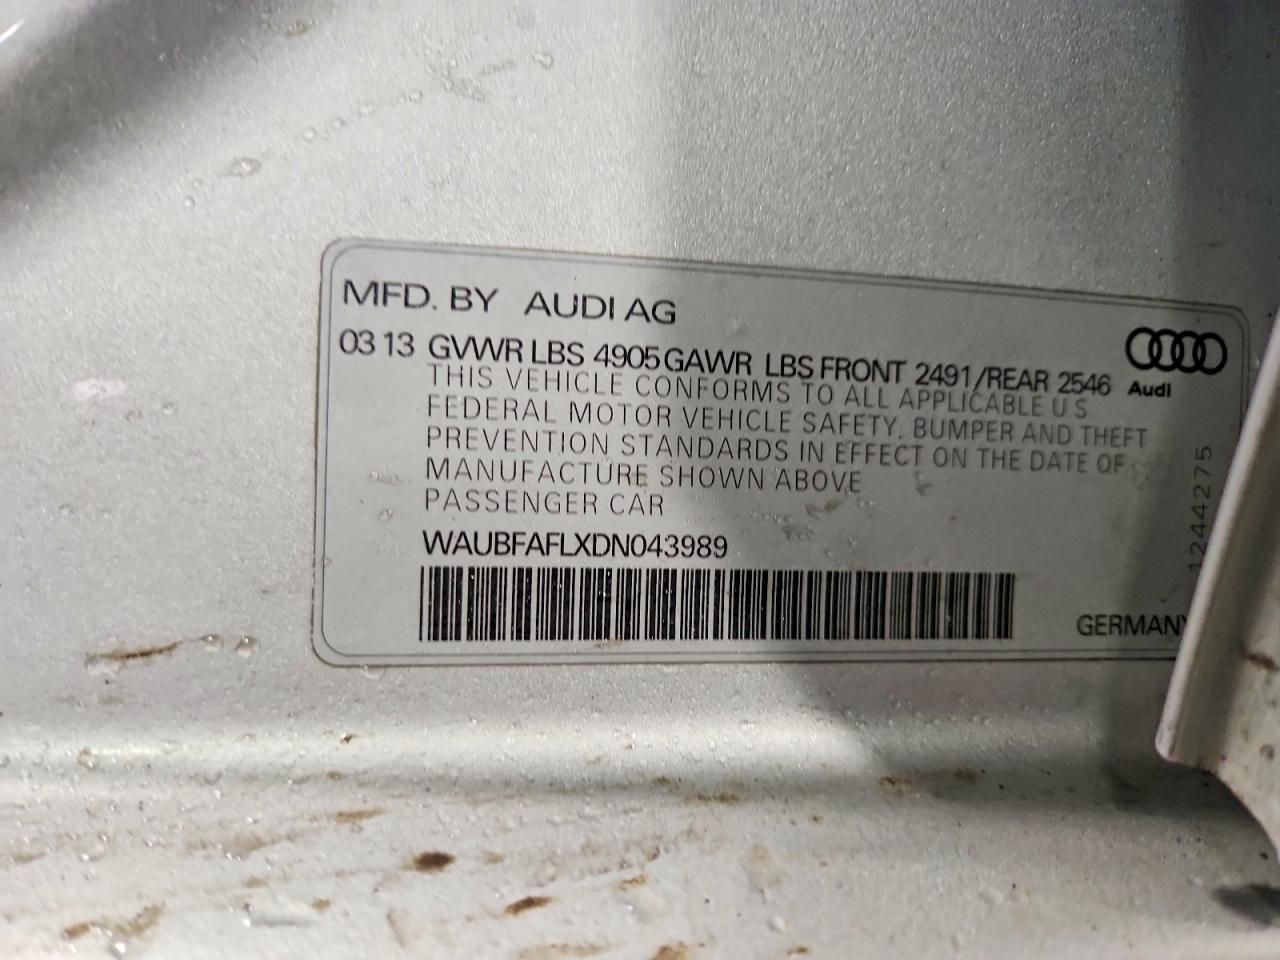 MFD. BY AUDI AG
03 13 GVWR LBS 4905 GAWR LBS FRONT 2491/REAR 2546
Audi
THIS VEHICLE CONFORMS TO ALL APPLICABLE U S
FEDERAL MOTOR VEHICLE SAFETY, BUMPER AND THEFT
PREVENTION STANDARDS IN EFFECT ON THE DATE OF
MANUFACTURE SHOWN ABOVE
PASSENGER CAR
WAUBFAFLXDN043989
GERMANY
1244275